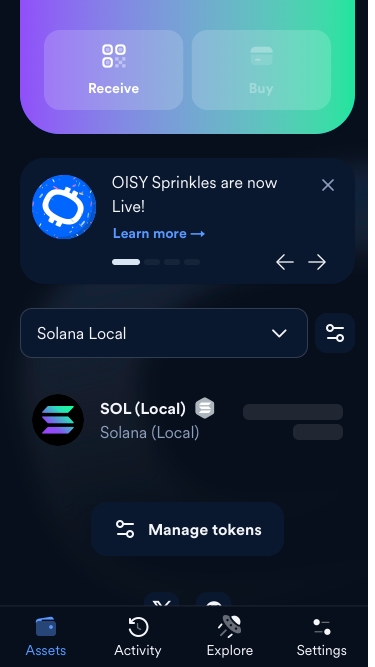 Receive
Buy
OISY Sprinkles are now
Live!
Learn more →
Solana Local
SOL (Local)
Solana (Local)
Manage tokens
Assets
Activity
Explore
Settings